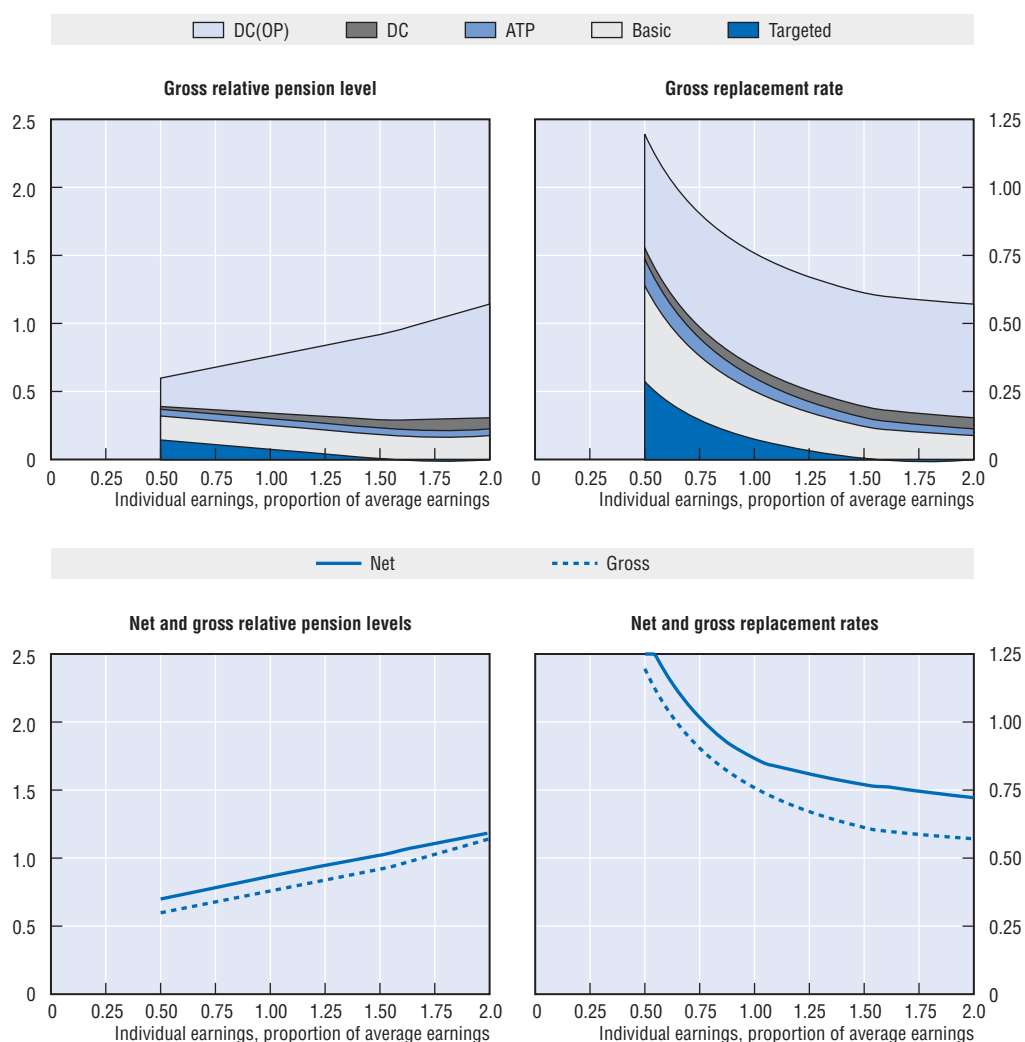 DC(OP) DC ATP Basic Targeted
Gross relative pension level
Gross replacement rate
2.5
2.0
1.5
1.0
0.5
0
0 0.25 0.50 0.75 1.00 1.25 1.50 1.75 2.0
Individual earnings, proportion of average earnings
1.25
1.00
0.75
0.50
0.25
0
0 0.25 0.50 0.75 1.00 1.25 1.50 1.75 2.0
Individual earnings, proportion of average earnings
Net Gross
Net and gross relative pension levels
Net and gross replacement rates
2.5
2.0
1.5
1.0
0.5
0
0 0.25 0.50 0.75 1.00 1.25 1.50 1.75 2.0
Individual earnings, proportion of average earnings
1.25
1.00
0.75
0.50
0.25
0
0 0.25 0.50 0.75 1.00 1.25 1.50 1.75 2.0
Individual earnings, proportion of average earnings